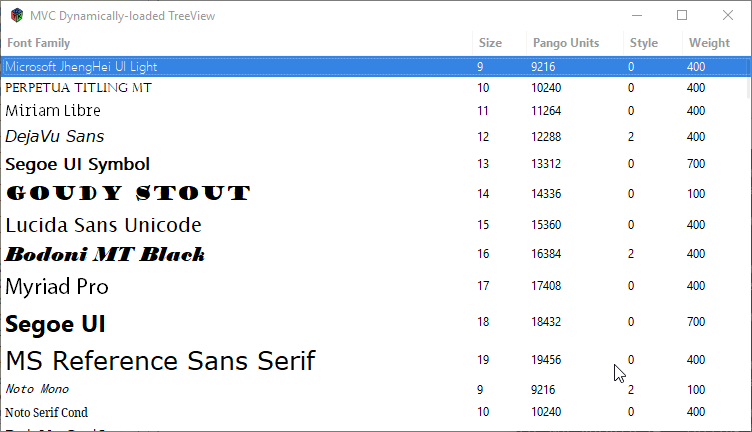 MVC Dynamically-loaded TreeView
Font Family Size Pango Units Style Weight
Microsoft JhengHei UI Light 9 9216 0 400
PERPETUA TITLING MT 10 10240 0 400
Miriam Libre 11 11264 0 400
DejaVu Sans 12 12288 2 400
Segoe UI Symbol 13 13312 0 700
GOUDY STOUT 14 14336 0 100
Lucida Sans Unicode 15 15360 0 400
Bodoni MT Black 16 16384 2 400
Myriad Pro 17 17408 0 400
Segoe UI 18 18432 0 700
MS Reference Sans Serif 19 19456 0 400
Noto Mono 9 9216 2 100
Noto Serif Cond 10 10240 0 400